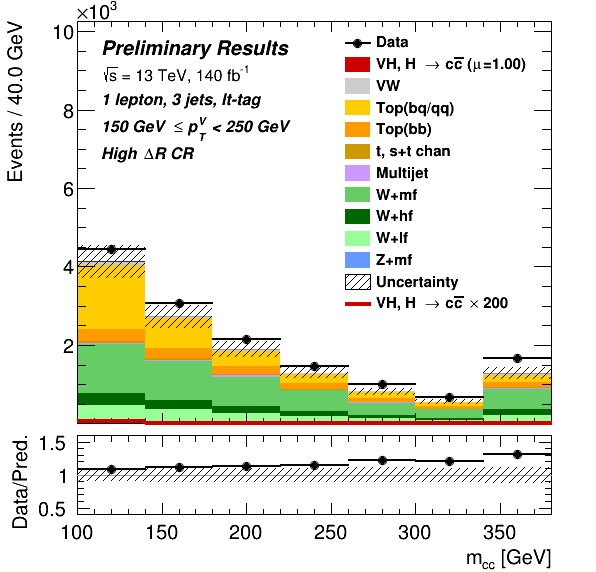 ×10³
Preliminary Results
√s = 13 TeV, 140 fb⁻¹
1 lepton, 3 jets, lt-tag
150 GeV ≤ p_T^V < 250 GeV
High ΔR CR
Data
VH, H → cc̅ (μ=1.00)
VW
Top(bq/qq)
Top(bb)
t, s+t chan
Multijet
W+mf
W+hf
W+lf
Z+mf
Uncertainty
VH, H → cc̅ × 200
Events / 40.0 GeV
10
8
6
4
2
Data/Pred.
1.5
1
0.5
100 150 200 250 300 350
m_cc [GeV]